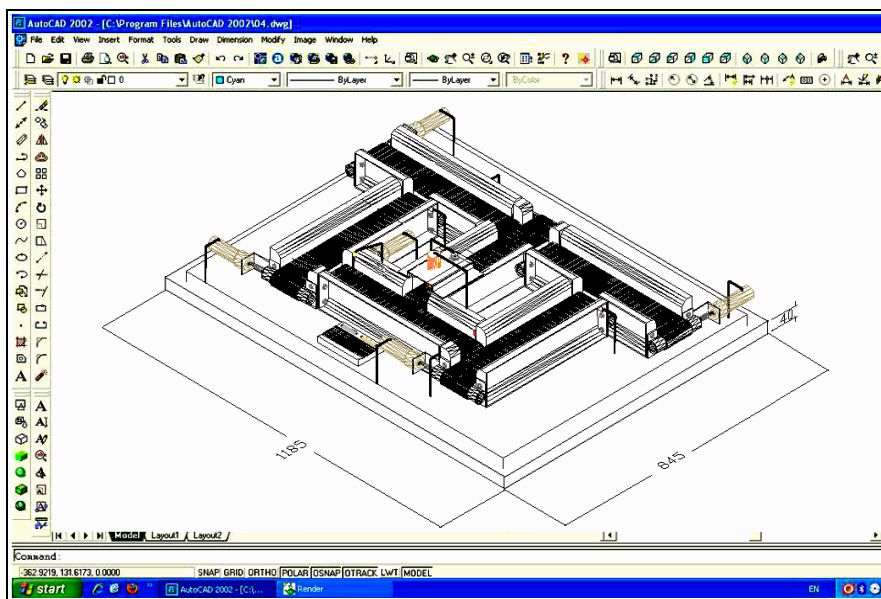 AutoCAD 2002 - [C:\Program Files\AutoCAD 2002\04.dwg]
File Edit View Insert Format Tools Draw Dimension Modify Image Window Help
0 Cyan ByLayer ByLayer ByColor
40
1185
845
Model Layout1 Layout2
Command:
-362.9219, 131.6173, 0.0000 SNAP GRID ORTHO POLAR OSNAP OTRACK LWT MODEL
start AutoCAD 2002 - [C:\... Render EN